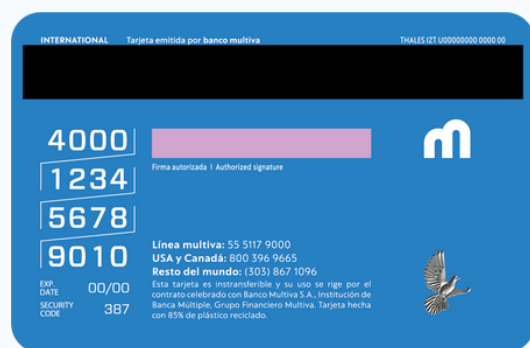 INTERNATIONAL Tarjeta emitida por banco multiva THALES IZT U00000000 0000 00
4000
1234
5678
9010
EXP. DATE 00/00
SECURITY CODE 387
Firma autorizada | Authorized signature
m
Línea multiva: 55 5117 9000
USA y Canadá: 800 396 9665
Resto del mundo: (303) 867 1096
Esta tarjeta es instransferible y su uso se rige por el
contrato celebrado con Banco Multiva S.A., Institución de
Banca Múltiple, Grupo Financiero Multiva. Tarjeta hecha
con 85% de plástico reciclado.